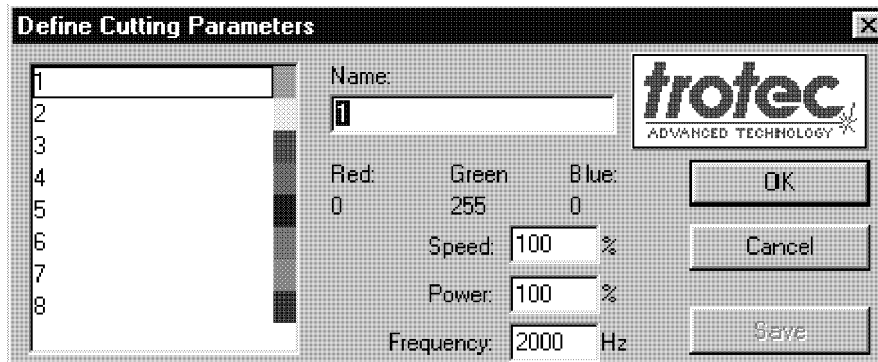 Define Cutting Parameters
1
2
3
4
5
6
7
8
Name:
1
Red: Green Blue:
0 255 0
Speed: 100 %
Power: 100 %
Frequency: 2000 Hz
trotec
ADVANCED TECHNOLOGY
OK
Cancel
Save